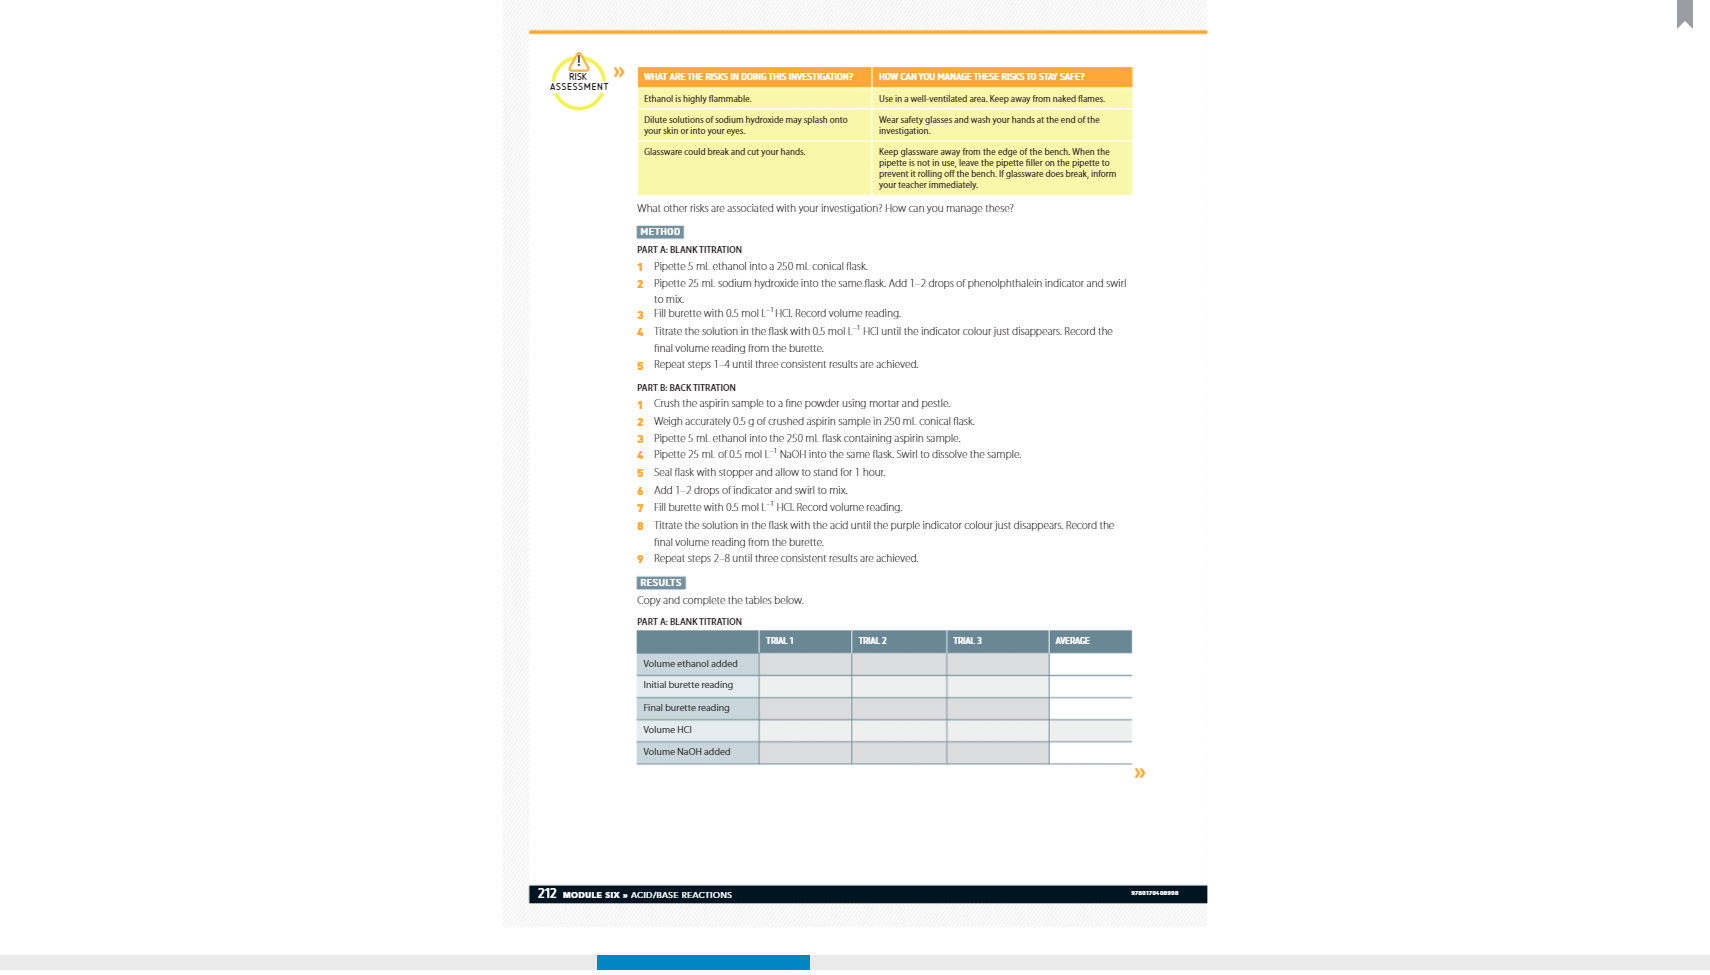 RISK
ASSESSMENT
»
WHAT ARE THE RISKS IN DOING THIS INVESTIGATION? HOW CAN YOU MANAGE THESE RISKS TO STAY SAFE?
Ethanol is highly flammable. Use in a well-ventilated area. Keep away from naked flames.
Dilute solutions of sodium hydroxide may splash onto
your skin or into your eyes.
Wear safety glasses and wash your hands at the end of the
investigation.
Glassware could break and cut your hands.
Keep glassware away from the edge of the bench. When the
pipette is not in use, leave the pipette filler on the pipette to
prevent it rolling off the bench. If glassware does break, inform
your teacher immediately.
What other risks are associated with your investigation? How can you manage these?
METHOD
PART A: BLANK TITRATION
1 Pipette 5 mL ethanol into a 250 mL conical flask.
2 Pipette 25 mL sodium hydroxide into the same flask. Add 1–2 drops of phenolphthalein indicator and swirl
to mix.
3 Fill burette with 0.5 mol L⁻¹ HCl. Record volume reading.
4 Titrate the solution in the flask with 0.5 mol L⁻¹ HCl until the indicator colour just disappears. Record the
final volume reading from the burette.
5 Repeat steps 1–4 until three consistent results are achieved.
PART B: BACK TITRATION
1 Crush the aspirin sample to a fine powder using mortar and pestle.
2 Weigh accurately 0.5 g of crushed aspirin sample in 250 mL conical flask.
3 Pipette 5 mL ethanol into the 250 mL flask containing aspirin sample.
4 Pipette 25 mL of 0.5 mol L⁻¹ NaOH into the same flask. Swirl to dissolve the sample.
5 Seal flask with stopper and allow to stand for 1 hour.
6 Add 1–2 drops of indicator and swirl to mix.
7 Fill burette with 0.5 mol L⁻¹ HCl. Record volume reading.
8 Titrate the solution in the flask with the acid until the purple indicator colour just disappears. Record the
final volume reading from the burette.
9 Repeat steps 2–8 until three consistent results are achieved.
RESULTS
Copy and complete the tables below.
PART A: BLANK TITRATION
TRIAL 1 TRIAL 2 TRIAL 3 AVERAGE
Volume ethanol added
Initial burette reading
Final burette reading
Volume HCl
Volume NaOH added
»
212 MODULE SIX » ACID/BASE REACTIONS
9780170408998